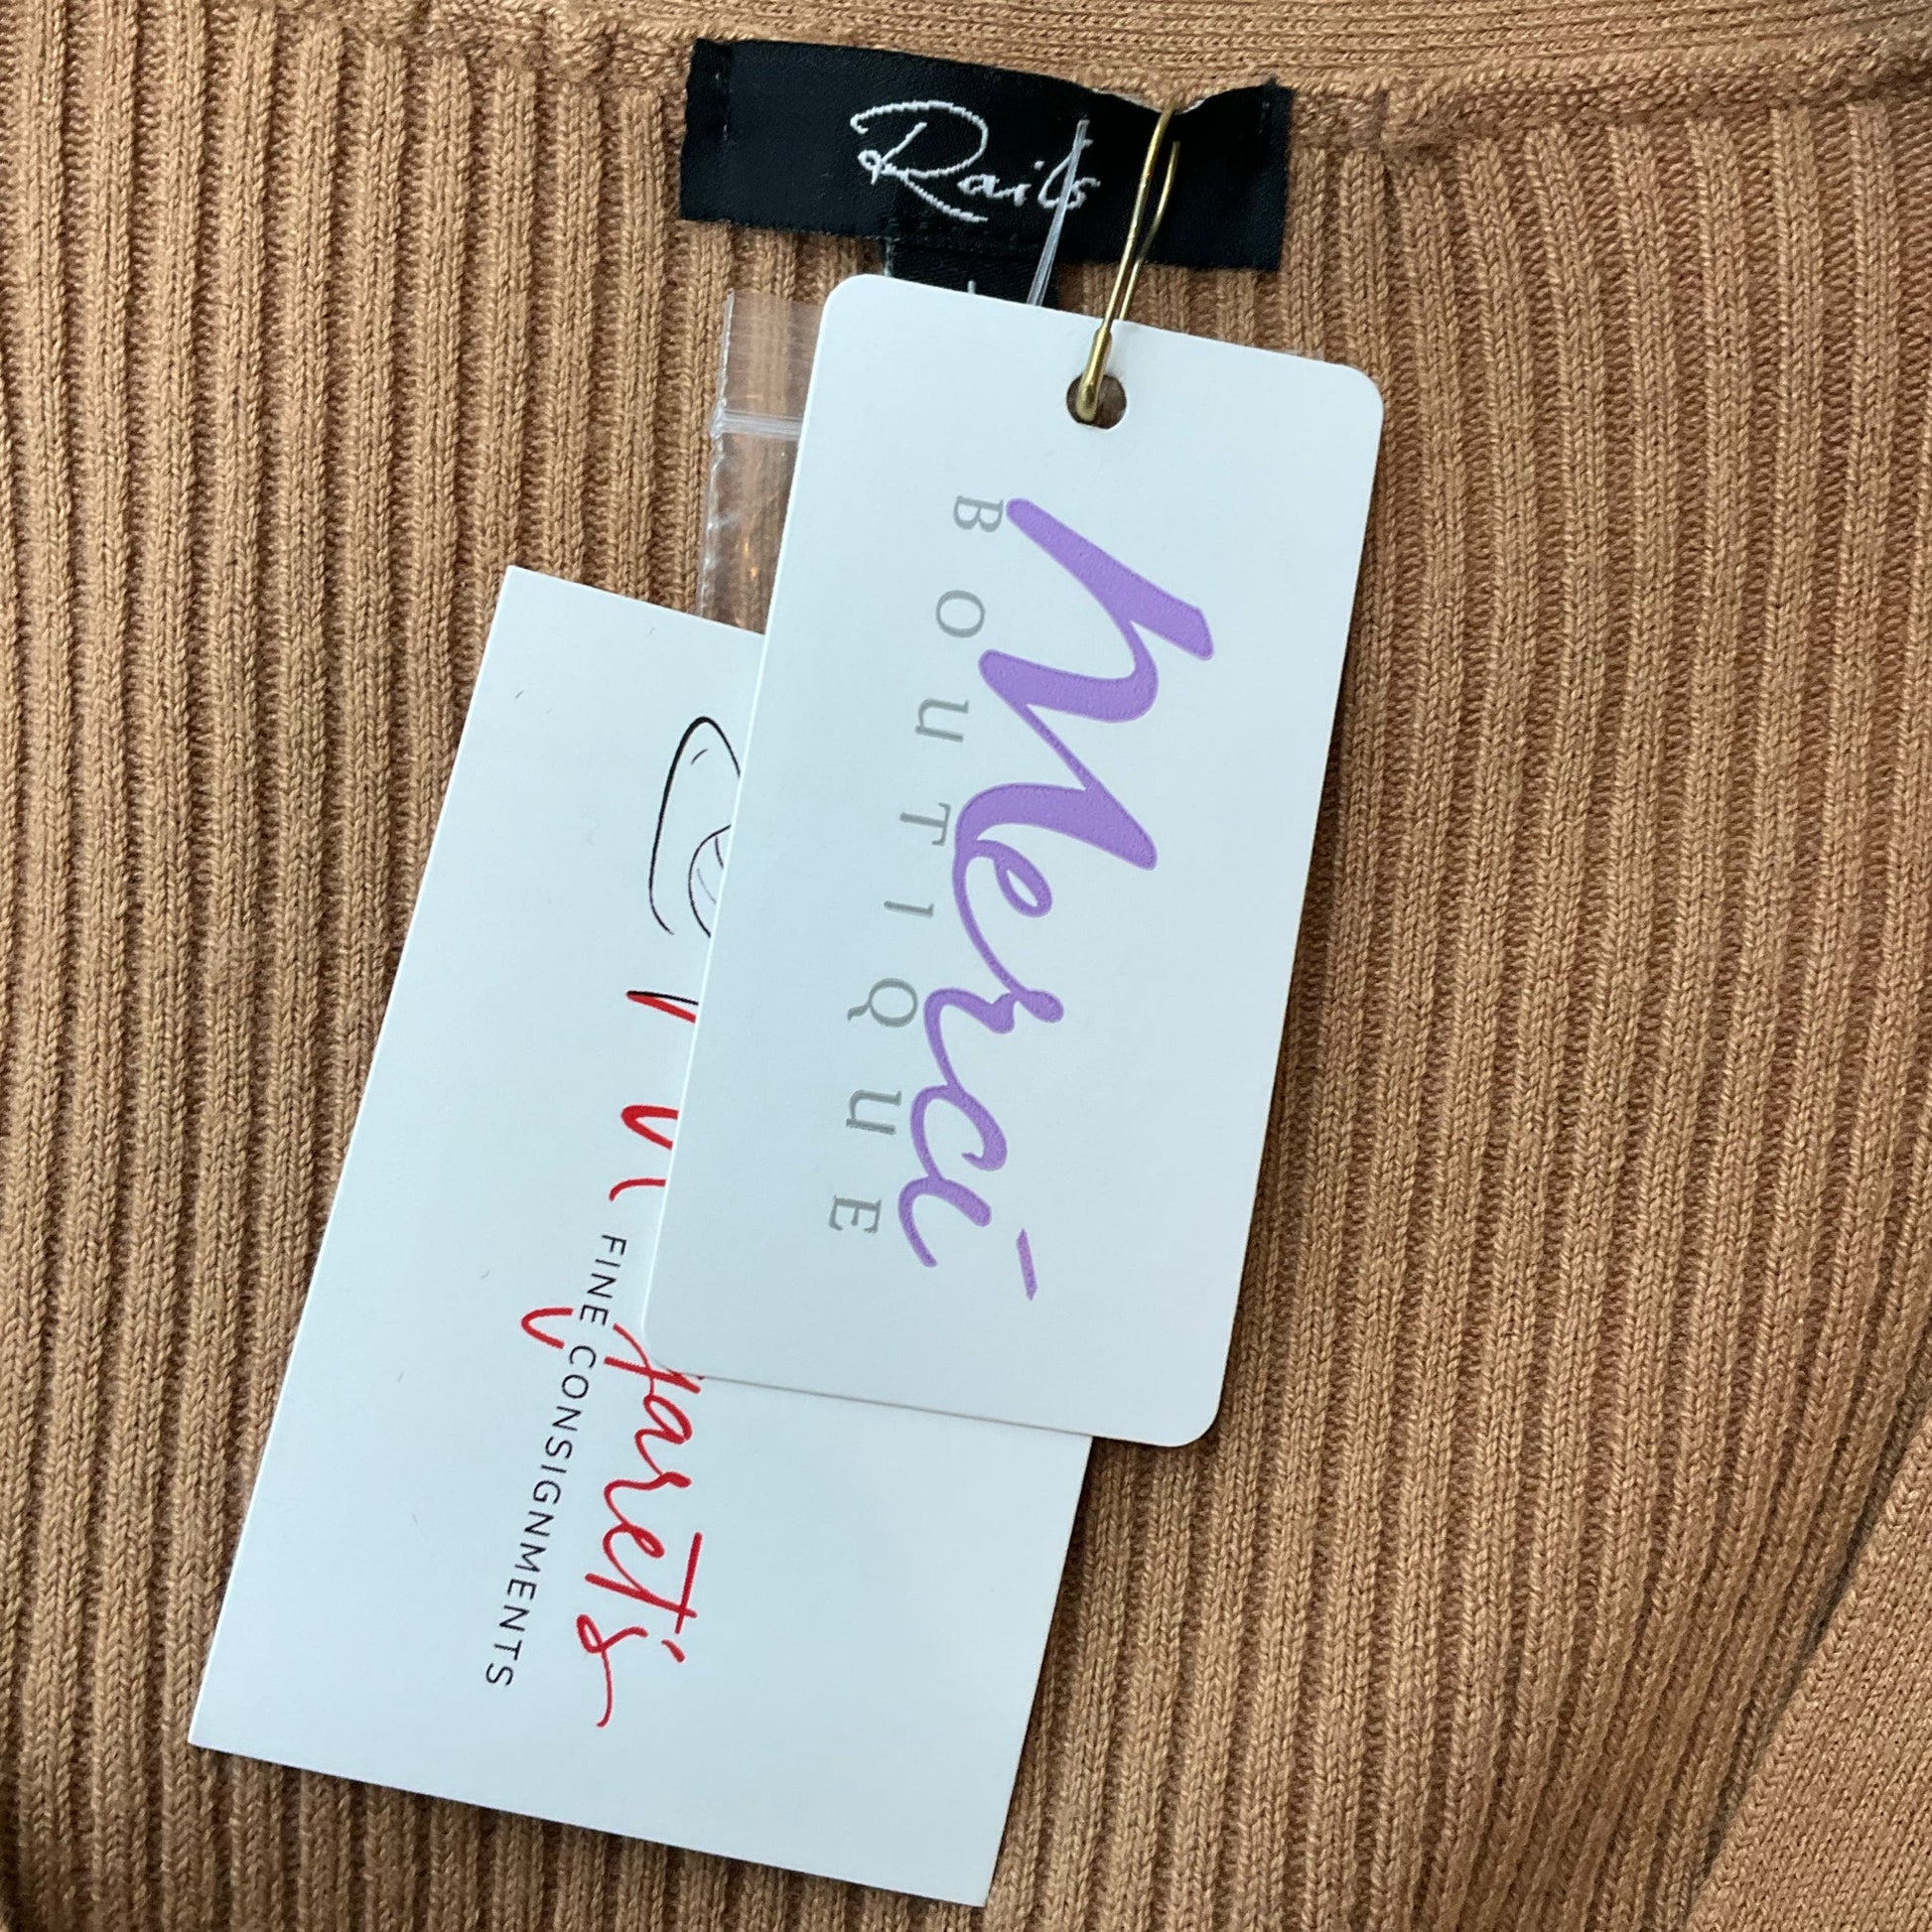 Rails
Mercí
BOUTIQUE
FINE CONSIGNMENTS